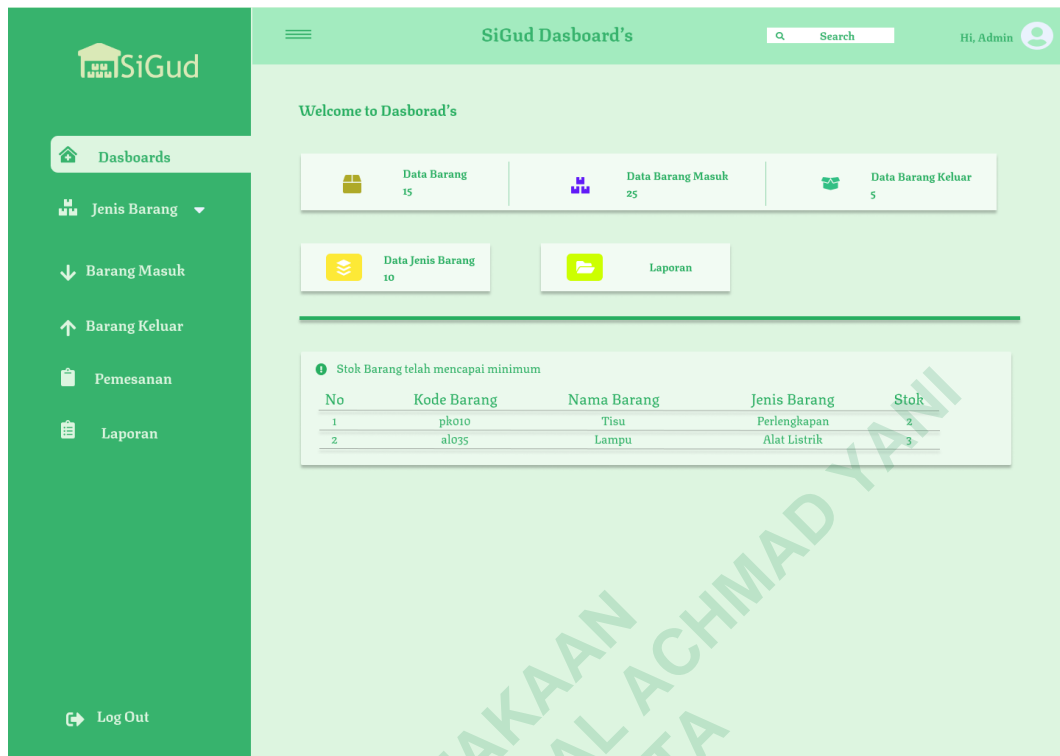 SiGud
SiGud Dasboard's
Search
Hi, Admin
Welcome to Dasborad's
Dasboards
Jenis Barang
Barang Masuk
Barang Keluar
Pemesanan
Laporan
Log Out
Data Barang
15
Data Barang Masuk
25
Data Barang Keluar
5
Data Jenis Barang
10
Laporan
Stok Barang telah mencapai minimum
No Kode Barang Nama Barang Jenis Barang Stok
1 pk010 Tisu Perlengkapan 2
2 al035 Lampu Alat Listrik 3
ACHMAD YANI